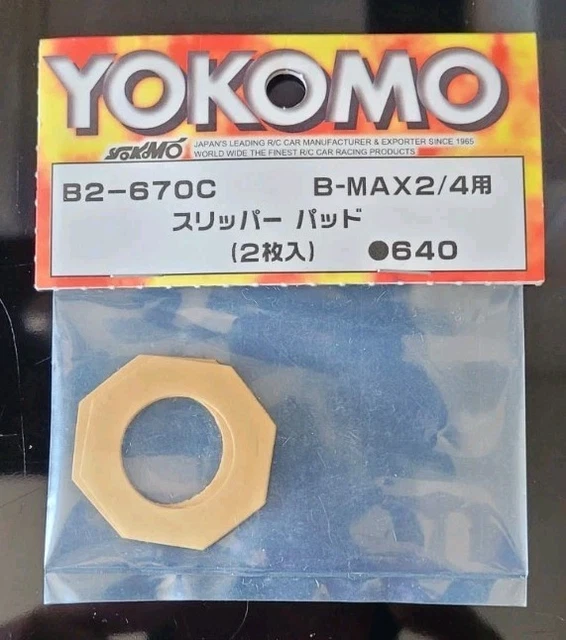 YOKOMO
YOKOMO
JAPAN'S LEADING R/C CAR MANUFACTURER & EXPORTER SINCE 1965
WORLD WIDE THE FINEST R/C CAR RACING PRODUCTS
B2-670C B-MAX2/4用
スリッパー パッド
(2枚入) ●640